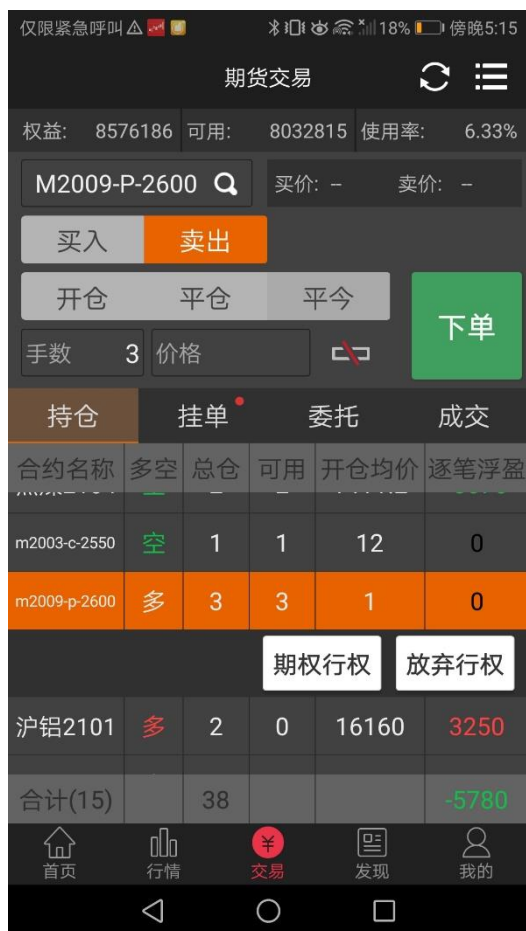 仅限紧急呼叫 18% 傍晚5:15
期货交易
权益: 8576186 可用: 8032815 使用率: 6.33%
M2009-P-2600 买价: -- 卖价: --
买入 卖出
开仓 平仓 平今
下单
手数 3 价格
持仓 挂单 委托 成交
合约名称 多空 总仓 可用 开仓均价 逐笔浮盈
m2003-c-2550 空 1 1 12 0
m2009-p-2600 多 3 3 1 0
期权行权 放弃行权
沪铝2101 多 2 0 16160 3250
合计(15) 38 -5780
首页 行情 交易 发现 我的